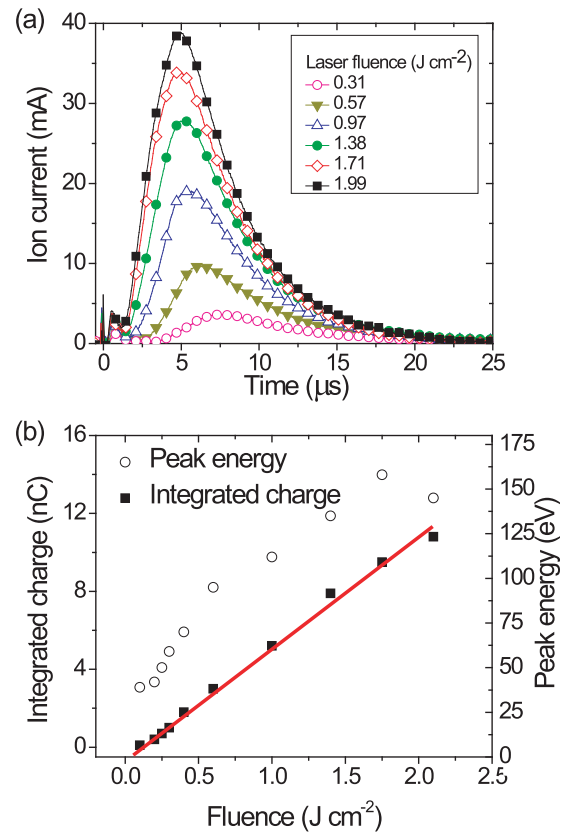 (a)
40
30
20
10
0
Ion current (mA)
Laser fluence (J cm-2)
0.31
0.57
0.97
1.38
1.71
1.99
0 5 10 15 20 25
Time (μs)
(b)
16
12
8
4
0
Integrated charge (nC)
Peak energy
Integrated charge
175
150
125
100
75
50
25
0
Peak energy (eV)
0.0 0.5 1.0 1.5 2.0 2.5
Fluence (J cm-2)